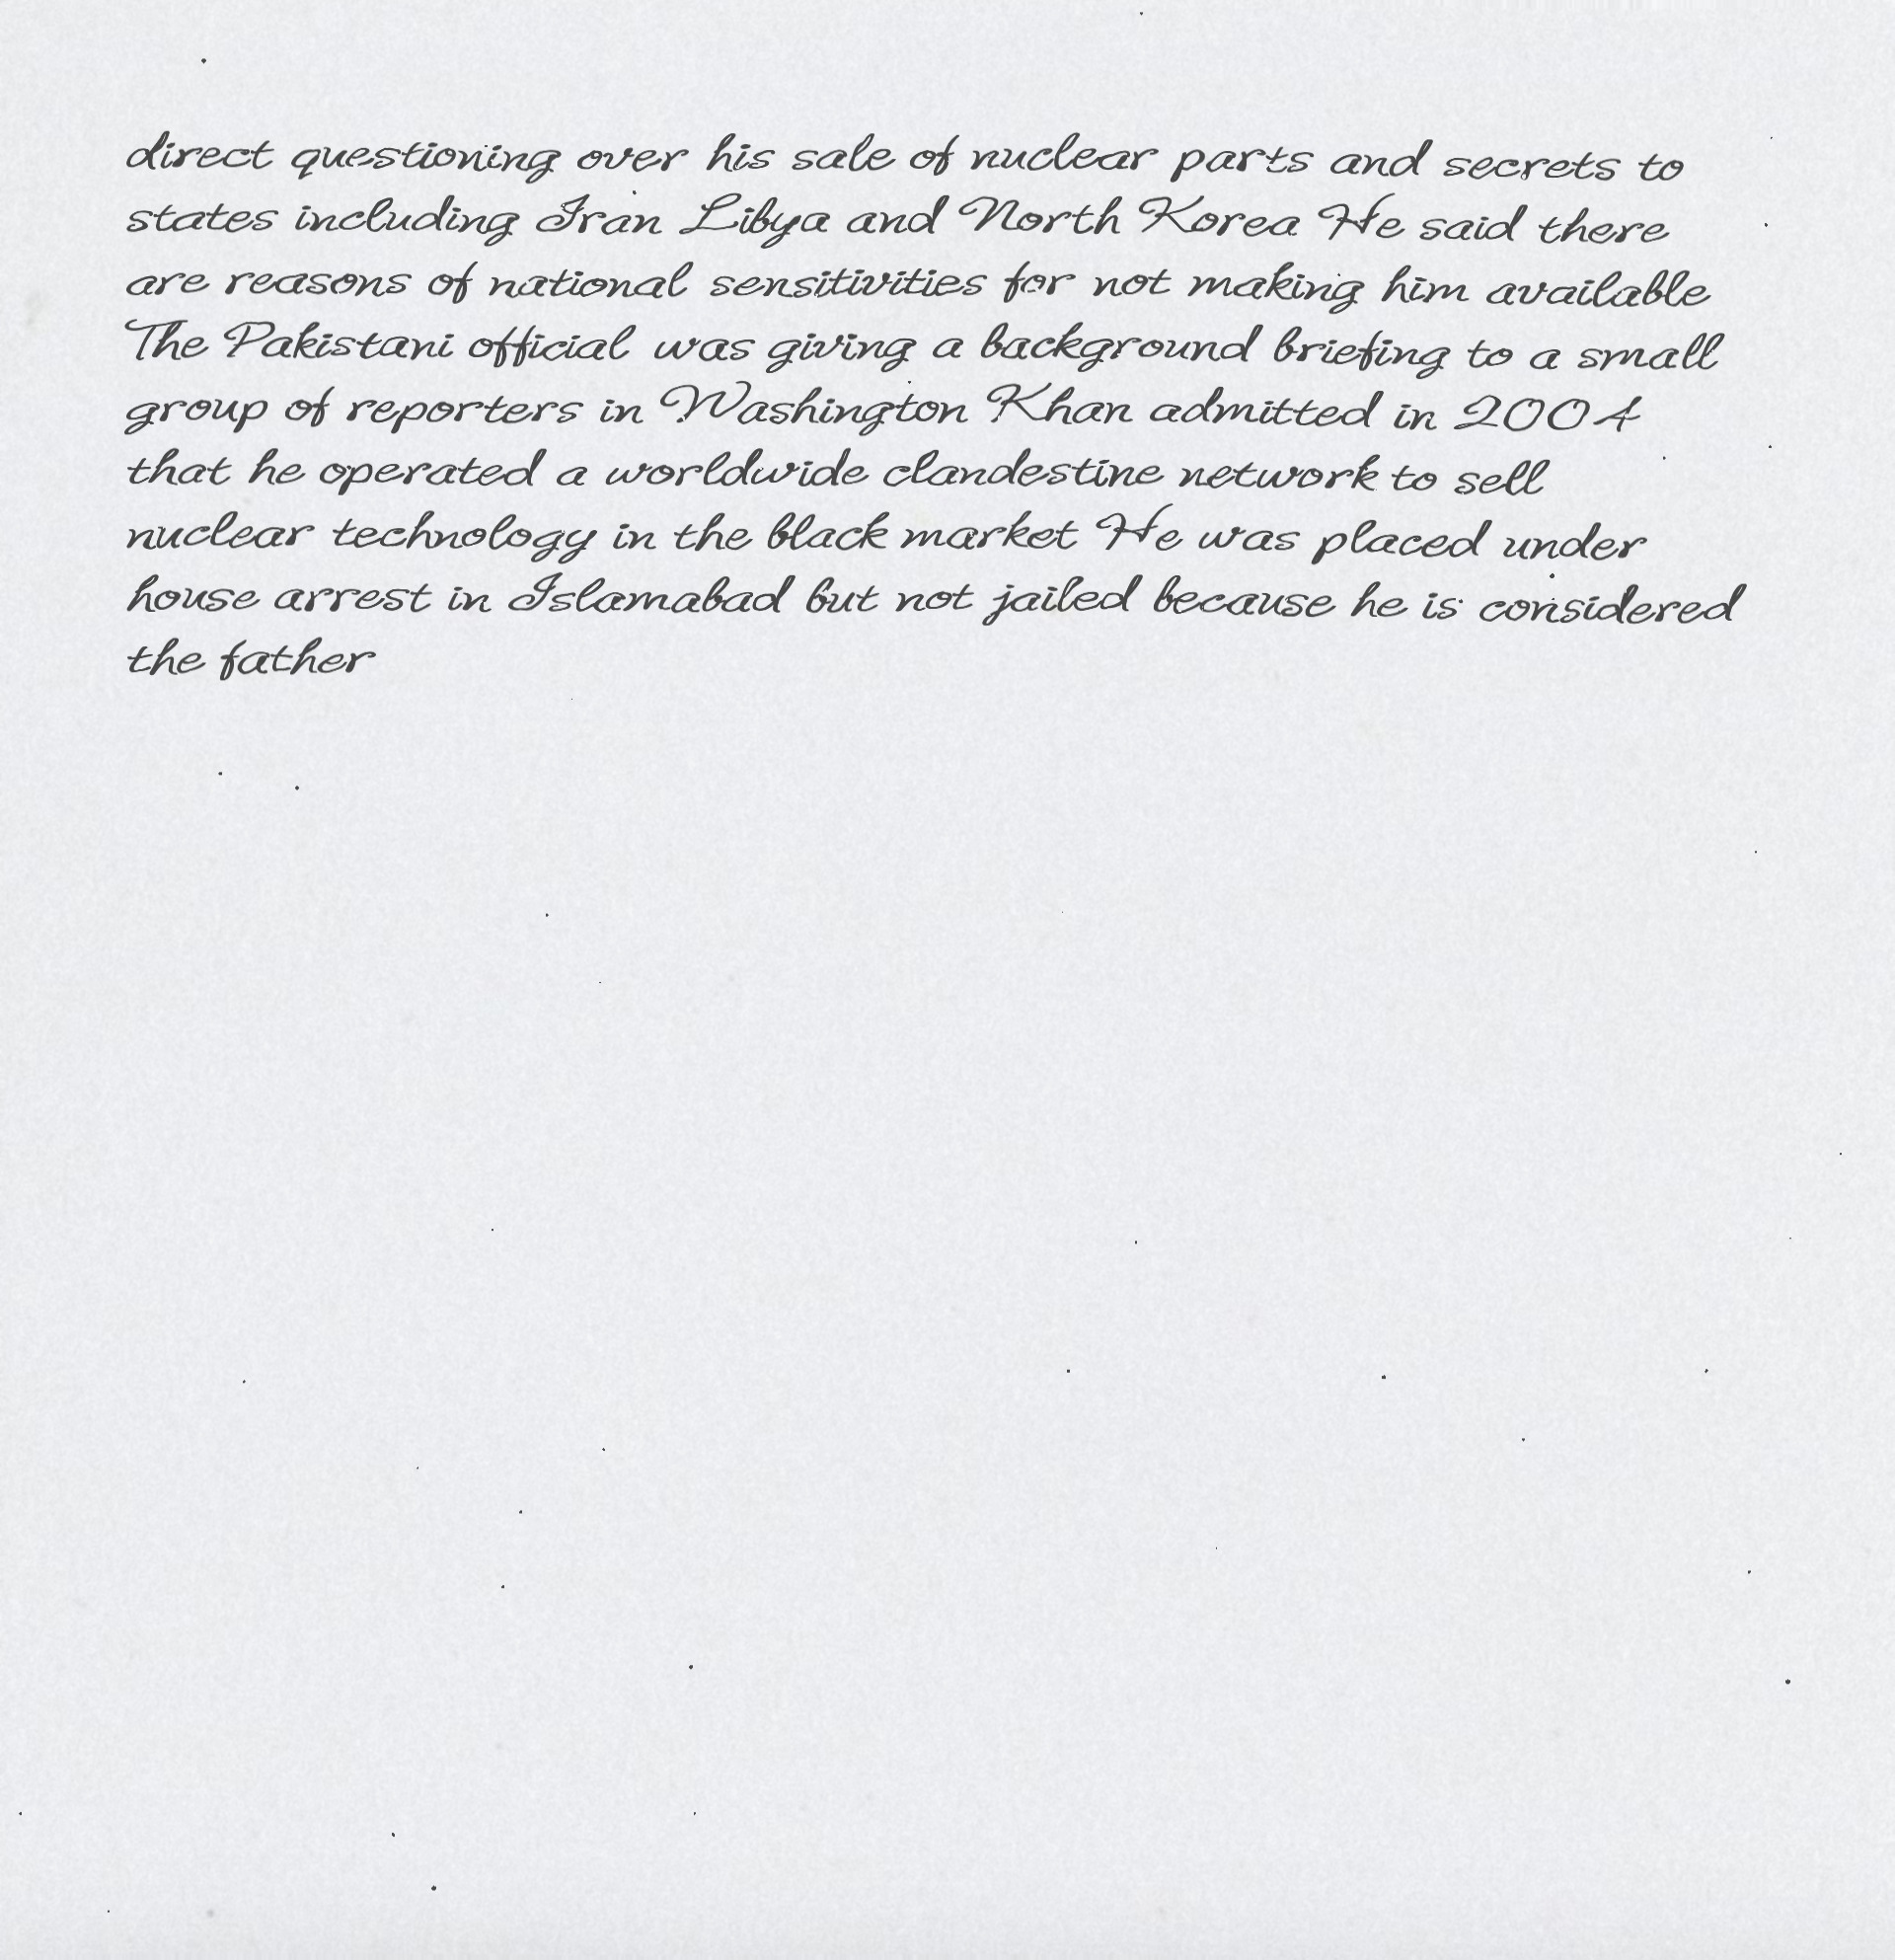 direct questioning over his sale of nuclear parts and secrets to
states including Iran Libya and North Korea He said there
are reasons of national sensitivities for not making him available
The Pakistani official was giving a background briefing to a small
group of reporters in Washington Khan admitted in 2004
that he operated a worldwide clandestine network to sell
nuclear technology in the black market He was placed under
house arrest in Islamabad but not jailed because he is considered
the father